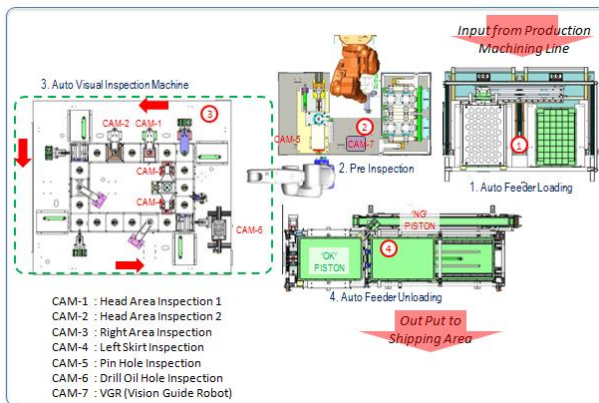 Input from Production
Machining Line
3. Auto Visual Inspection Machine
3
CAM-2
CAM-1
CAM-3
CAM-4
CAM-6
CAM-5
2
CAM-7
2. Pre Inspection
1
1. Auto Feeder Loading
'NG'
PISTON
'OK'
PISTON
4
4. Auto Feeder Unloading
CAM-1 : Head Area Inspection 1
CAM-2 : Head Area Inspection 2
CAM-3 : Right Area Inspection
CAM-4 : Left Skirt Inspection
CAM-5 : Pin Hole Inspection
CAM-6 : Drill Oil Hole Inspection
CAM-7 : VGR (Vision Guide Robot)
Out Put to
Shipping Area